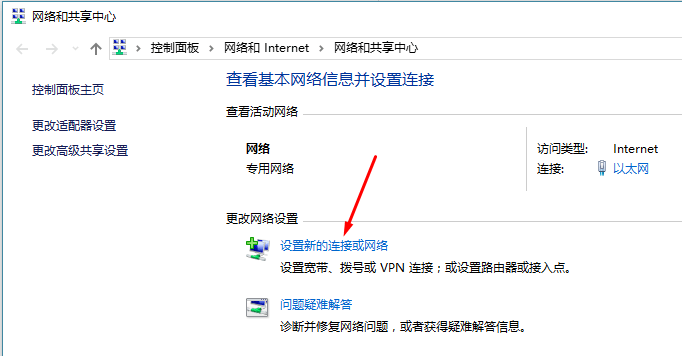 网络和共享中心
控制面板 网络和 Internet 网络和共享中心
控制面板主页
更改适配器设置
更改高级共享设置
查看基本网络信息并设置连接
查看活动网络
网络
专用网络
访问类型: Internet
连接: 以太网
更改网络设置
设置新的连接或网络
设置宽带、拨号或 VPN 连接；或设置路由器或接入点。
问题疑难解答
诊断并修复网络问题，或者获得疑难解答信息。